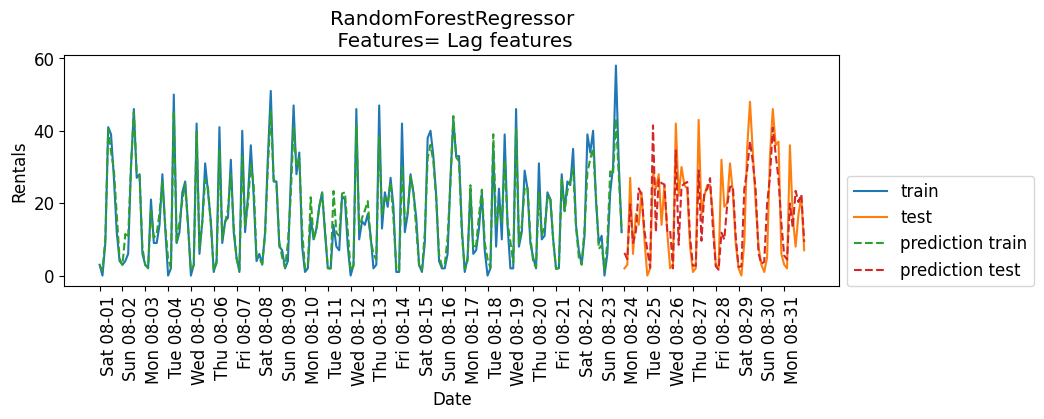 RandomForestRegressor
Features= Lag features
Rentals
60
40
20
0
Sat 08-01
Sun 08-02
Mon 08-03
Tue 08-04
Wed 08-05
Thu 08-06
Fri 08-07
Sat 08-08
Sun 08-09
Mon 08-10
Tue 08-11
Wed 08-12
Thu 08-13
Fri 08-14
Sat 08-15
Sun 08-16
Mon 08-17
Tue 08-18
Wed 08-19
Thu 08-20
Fri 08-21
Sat 08-22
Sun 08-23
Mon 08-24
Tue 08-25
Wed 08-26
Thu 08-27
Fri 08-28
Sat 08-29
Sun 08-30
Mon 08-31
Date
train
test
prediction train
prediction test